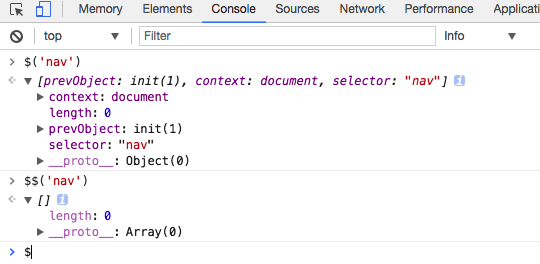 Memory Elements Console Sources Network Performance Applicati
top ▼ Filter Info ▼
> $('nav')
[prevObject: init(1), context: document, selector: "nav"] i
▶ context: document
length: 0
▶ prevObject: init(1)
selector: "nav"
▶ __proto__: Object(0)
> $$('nav')
▼ [] i
length: 0
▶ __proto__: Array(0)
> $